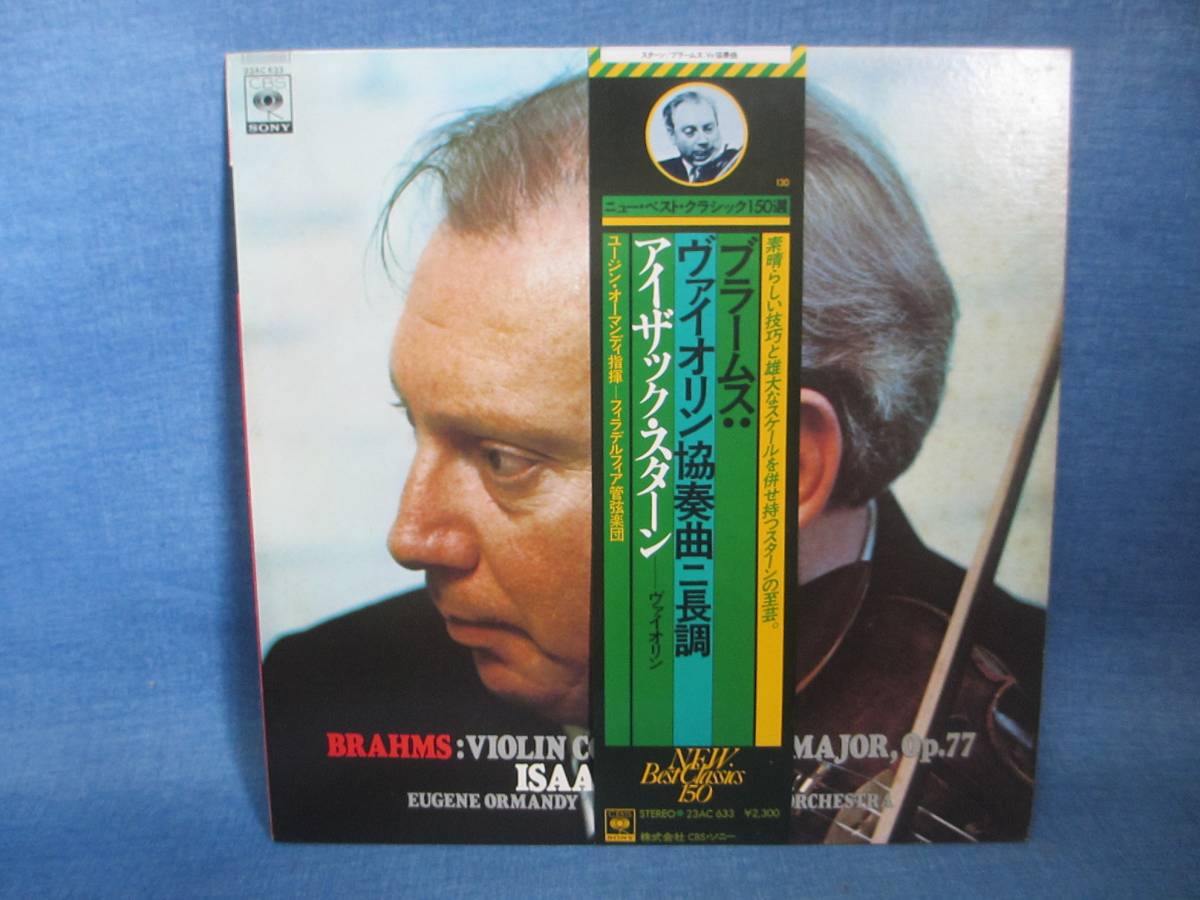 23AC 633
CBS
SONY
スターン/ブラームス:Vn協奏曲
130
ニュー・ベスト・クラシック150選
素晴らしい技巧と雄大なスケールを併せ持つスターンの至芸。
ブラームス:
ヴァイオリン協奏曲ニ長調
アイザック・スターン——ヴァイオリン
ユージン・オーマンディ指揮——フィラデルフィア管弦楽団
BRAHMS:VIOLIN CO MAJOR, Op.77
ISAA
EUGENE ORMANDY ORCHESTRA
NEW
Best Classics
150
CBS
SONY
STEREO 23AC 633 ¥2,300
株式会社 CBS・ソニー